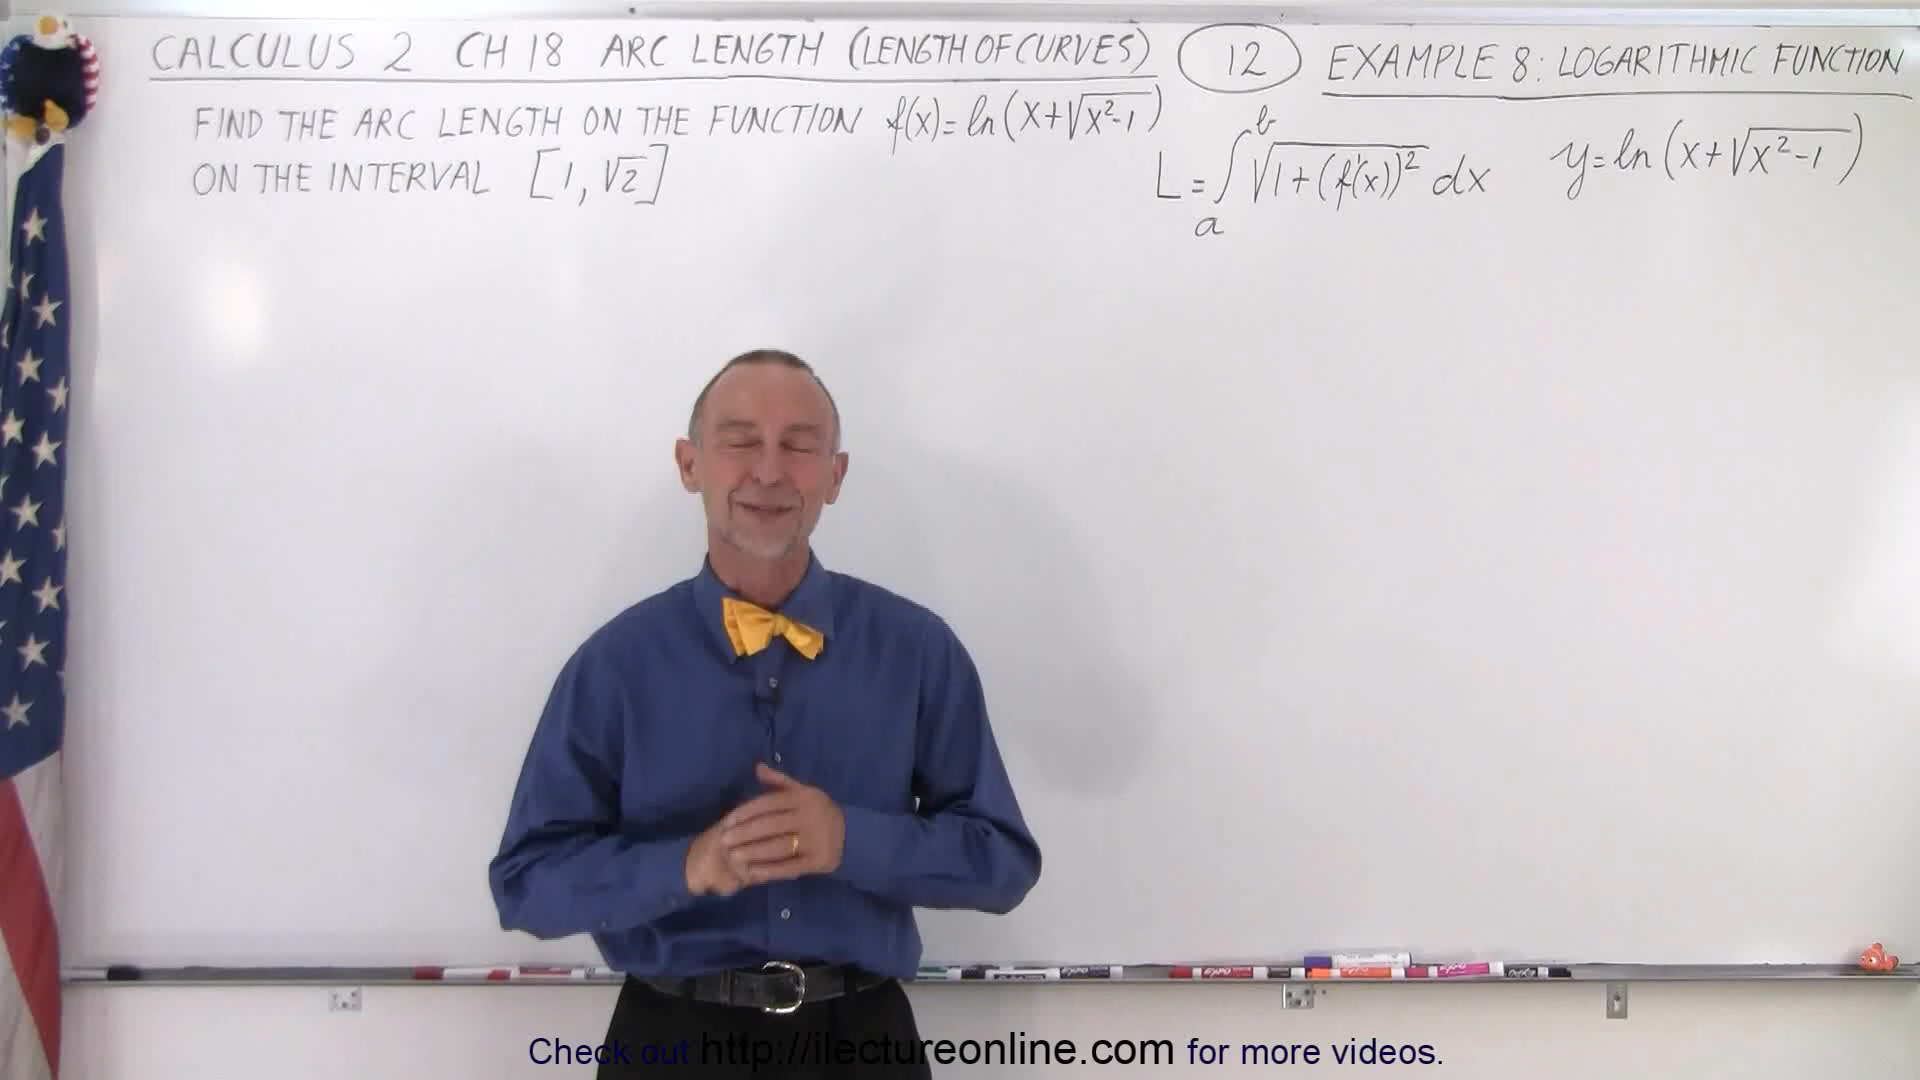 CALCULUS 2 CH 18 ARC LENGTH (LENGTH OF CURVES) 12 EXAMPLE 8: LOGARITHMIC FUNCTION
FIND THE ARC LENGTH ON THE FUNCTION f(x)=ln(x+√(x²-1))
ON THE INTERVAL [1,√2]
L=∫ₐᵇ √(1+(f'(x))²) dx
y=ln(x+√(x²-1))
Check out http://ilectureonline.com for more videos.